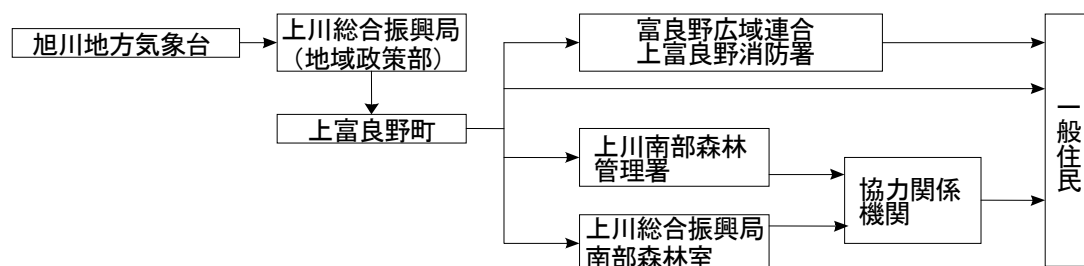 旭川地方気象台
上川総合振興局
（地域政策部）
上富良野町
富良野広域連合
上富良野消防署
上川南部森林
管理署
上川総合振興局
南部森林室
協力関係
機関
一般住民